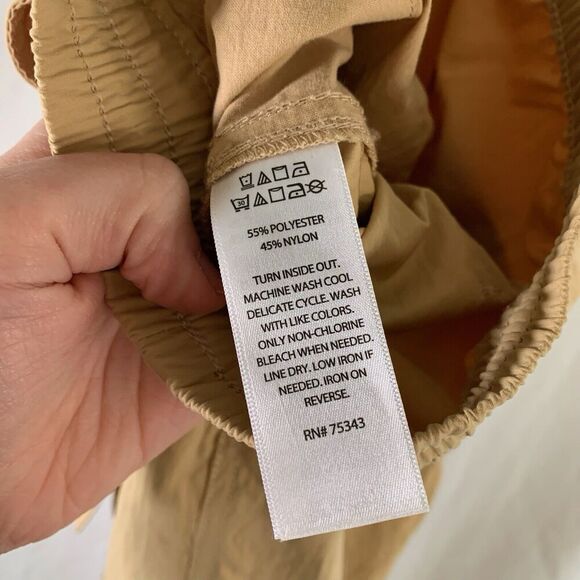 30
55% POLYESTER
45% NYLON
TURN INSIDE OUT.
MACHINE WASH COOL
DELICATE CYCLE. WASH
WITH LIKE COLORS.
ONLY NON-CHLORINE
BLEACH WHEN NEEDED.
LINE DRY. LOW IRON IF
NEEDED. IRON ON
REVERSE.
RN# 75343